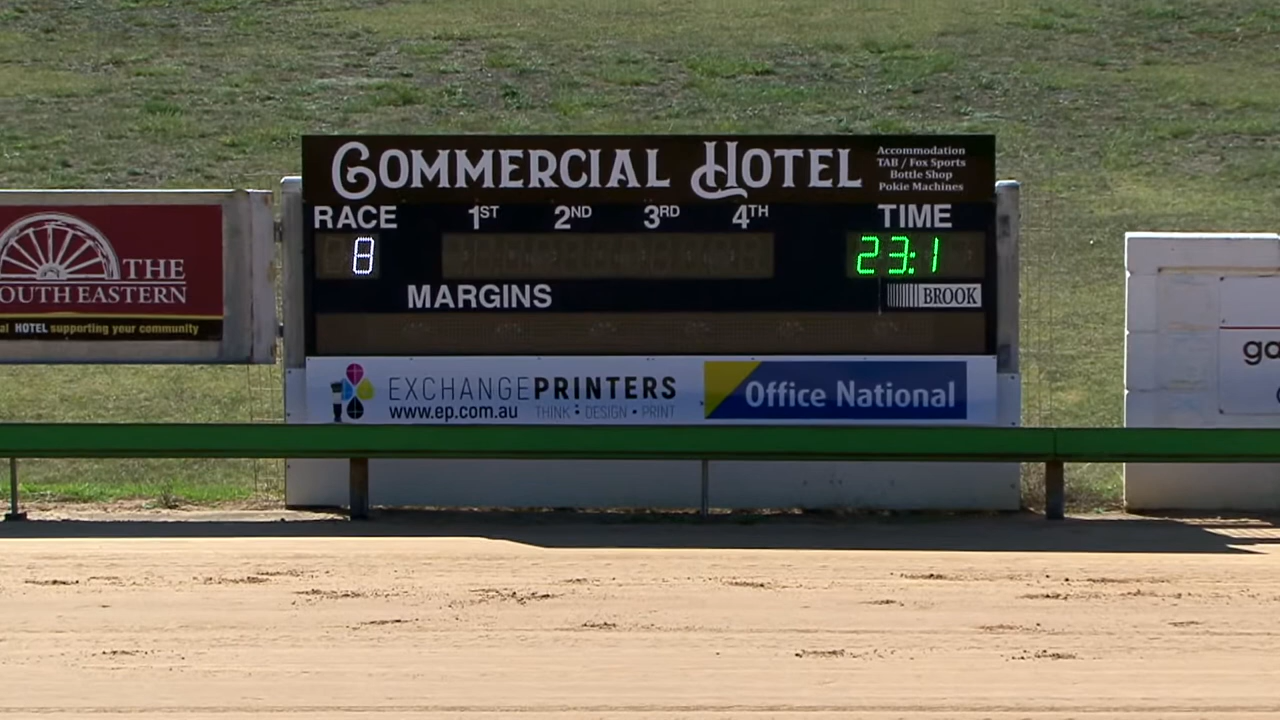 COMMERCIAL HOTEL
Accommodation
TAB / Fox Sports
Bottle Shop
Pokie Machines
RACE 1ST 2ND 3RD 4TH TIME
8 23:1
MARGINS
BROOK
EXCHANGEPRINTERS
www.ep.com.au THINK : DESIGN • PRINT
Office National
THE
OUTH EASTERN
al HOTEL supporting your community
ga